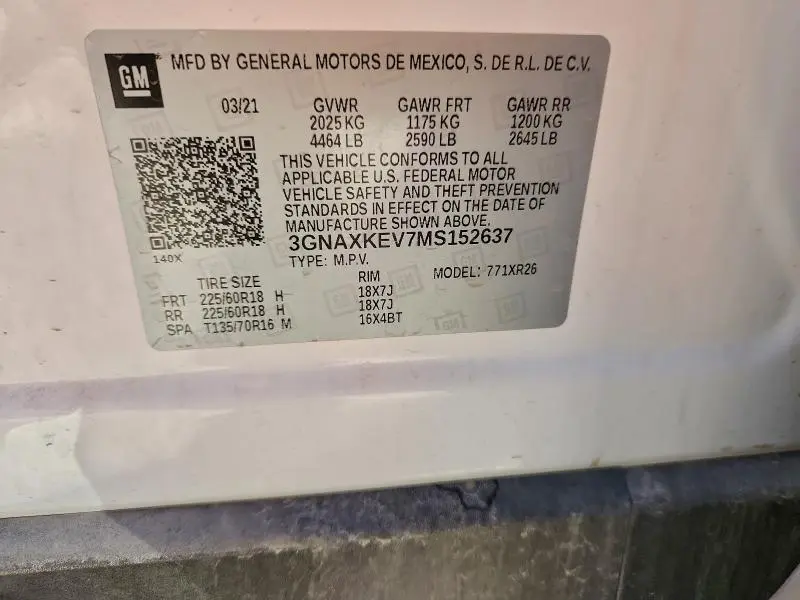 GM
MFD BY GENERAL MOTORS DE MEXICO, S. DE R.L. DE C.V.
03/21 GVWR GAWR FRT GAWR RR
2025 KG 1175 KG 1200 KG
4464 LB 2590 LB 2645 LB
THIS VEHICLE CONFORMS TO ALL
APPLICABLE U.S. FEDERAL MOTOR
VEHICLE SAFETY AND THEFT PREVENTION
STANDARDS IN EFFECT ON THE DATE OF
MANUFACTURE SHOWN ABOVE.
140X
3GNAXKEV7MS152637
TYPE: M.P.V. MODEL: 771XR26
TIRE SIZE RIM
FRT 225/60R18 H 18X7J
RR 225/60R18 H 18X7J
SPA T135/70R16 M 16X4BT
GM